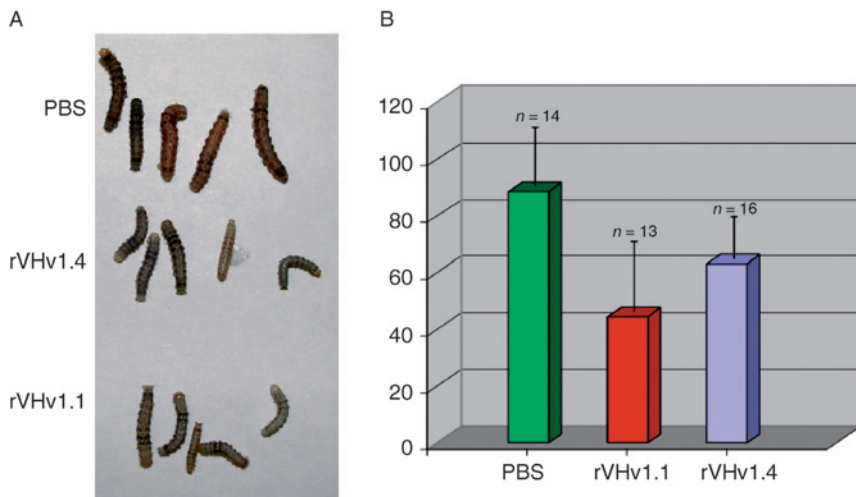 A
PBS
rVHv1.4
rVHv1.1
B
120
100
80
60
40
20
0
n = 14
n = 13
n = 16
PBS
rVHv1.1
rVHv1.4